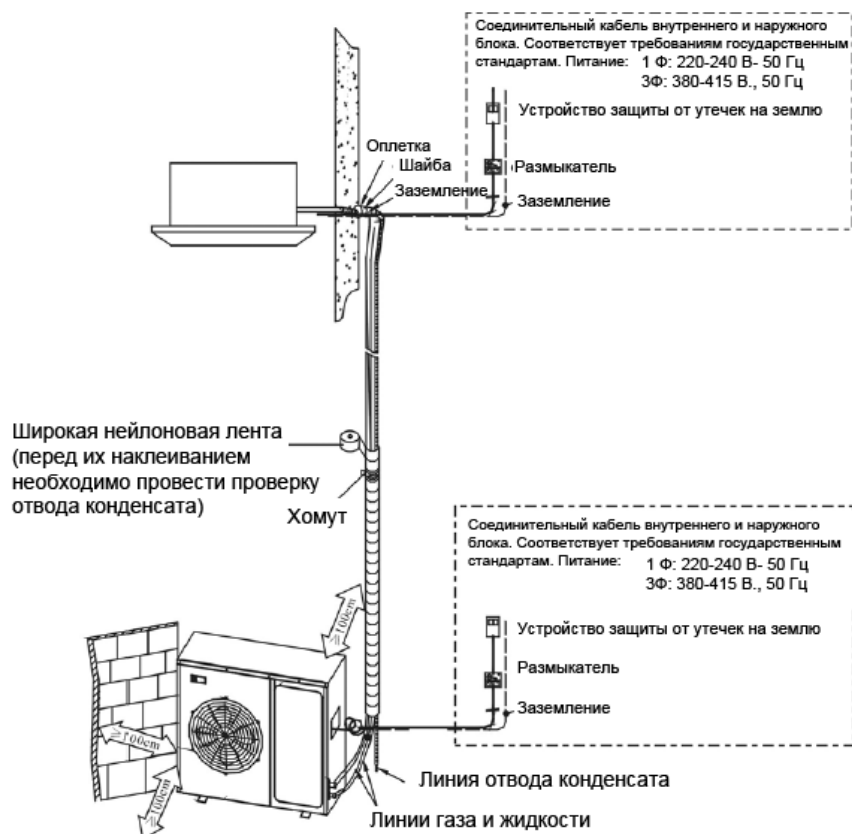 Соединительный кабель внутреннего и наружного
блока. Соответствует требованиям государственным
стандартам. Питание: 1 Ф: 220-240 В- 50 Гц
3Ф: 380-415 В., 50 Гц
Устройство защиты от утечек на землю
Размыкатель
Заземление
Оплетка
Шайба
Заземление
Широкая нейлоновая лента
(перед их наклеиванием
необходимо провести проверку
отвода конденсата)
Хомут
Соединительный кабель внутреннего и наружного
блока. Соответствует требованиям государственным
стандартам. Питание: 1 Ф: 220-240 В- 50 Гц
3Ф: 380-415 В., 50 Гц
Устройство защиты от утечек на землю
Размыкатель
Заземление
≥100cm
≥100cm
≥100cm
Линия отвода конденсата
Линии газа и жидкости